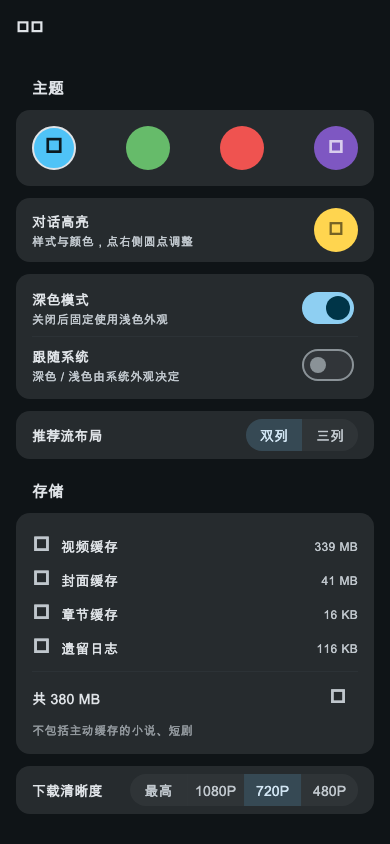 主题
对话高亮
样式与颜色，点右侧圆点调整
深色模式
关闭后固定使用浅色外观
跟随系统
深色 / 浅色由系统外观决定
推荐流布局 双列 三列
存储
视频缓存 339 MB
封面缓存 41 MB
章节缓存 16 KB
遗留日志 116 KB
共 380 MB
不包括主动缓存的小说、短剧
下载清晰度 最高 1080P 720P 480P